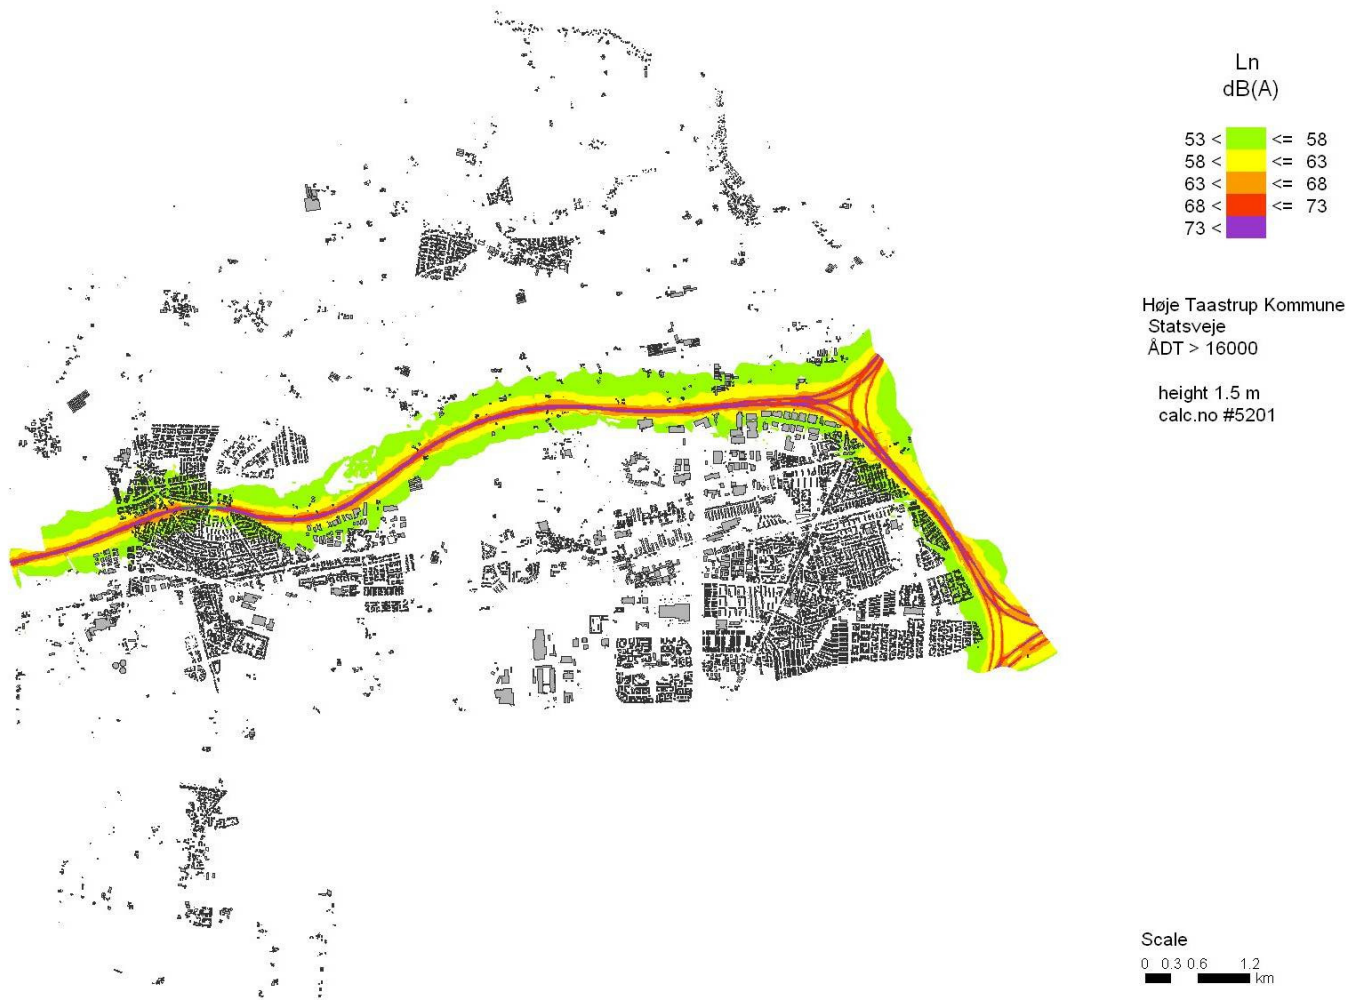 Ln
dB(A)
53 < <= 58
58 < <= 63
63 < <= 68
68 < <= 73
73 <
Høje Taastrup Kommune
Statsveje
ÅDT > 16000
height 1.5 m
calc.no #5201
Scale
0 0.3 0.6 1.2
km